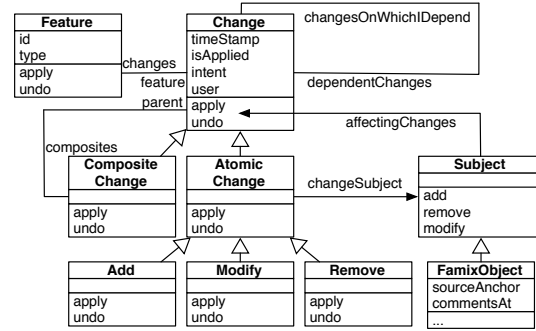 Feature
id
type
apply
undo
changes
feature
parent
composites
Change
timeStamp
isApplied
intent
user
apply
undo
changesOnWhichIDepend
dependentChanges
affectingChanges
Composite
Change
apply
undo
Atomic
Change
apply
undo
changeSubject
Subject
add
remove
modify
Add
apply
undo
Modify
apply
undo
Remove
apply
undo
FamixObject
sourceAnchor
commentsAt
...